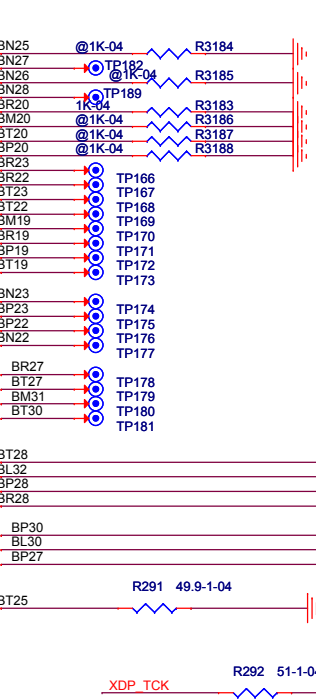 BN25 @1K-04 R3184
BN27 TP182
BN26 @1K-04 R3185
BN28 TP189
BR20 1K-04 R3183
BM20 @1K-04 R3186
BT20 @1K-04 R3187
BP20 @1K-04 R3188
BR23 TP166
BR22 TP167
BT23 TP168
BT22 TP169
BM19 TP170
BR19 TP171
BP19 TP172
BT19 TP173
BN23 TP174
BP23 TP175
BP22 TP176
BN22 TP177
BR27 TP178
BT27 TP179
BM31 TP180
BT30 TP181
BT28
BL32
BP28
BR28
BP30
BL30
BP27
R291 49.9-1-04
BT25
R292 51-1-04
XDP_TCK